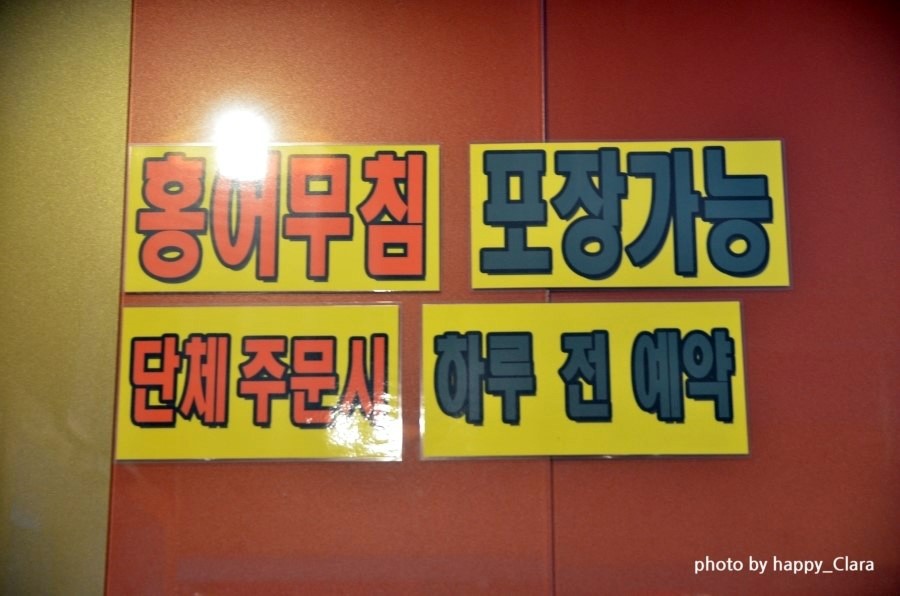 홍어무침 포장가능
단체 주문시 하루 전 예약
photo by happy_Clara